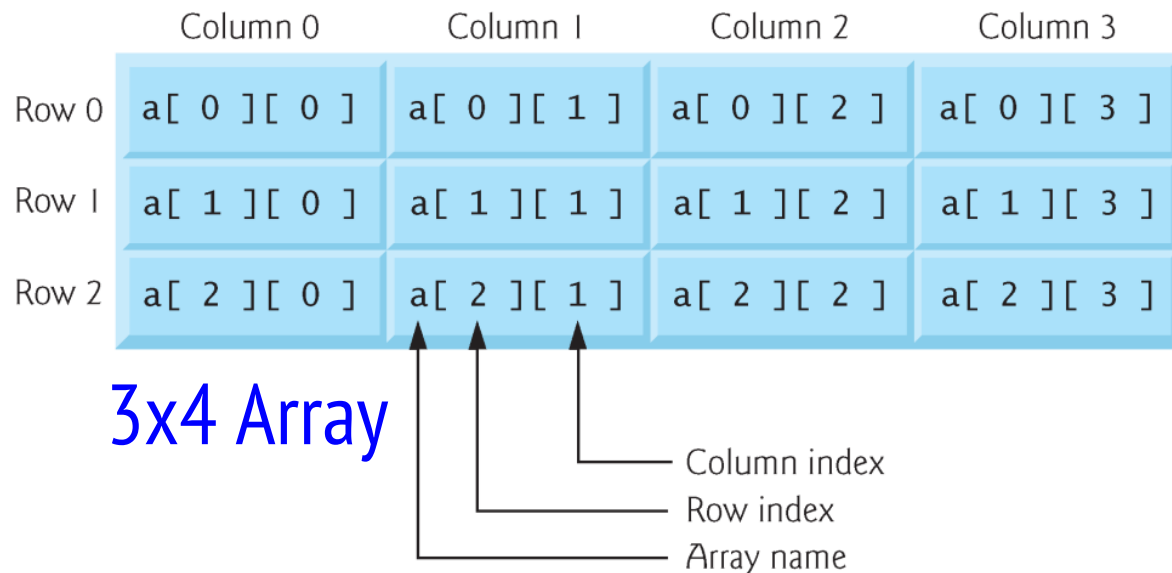 Column 0 Column 1 Column 2 Column 3
Row 0 a[ 0 ][ 0 ] a[ 0 ][ 1 ] a[ 0 ][ 2 ] a[ 0 ][ 3 ]
Row 1 a[ 1 ][ 0 ] a[ 1 ][ 1 ] a[ 1 ][ 2 ] a[ 1 ][ 3 ]
Row 2 a[ 2 ][ 0 ] a[ 2 ][ 1 ] a[ 2 ][ 2 ] a[ 2 ][ 3 ]
3x4 Array
Column index
Row index
Array name